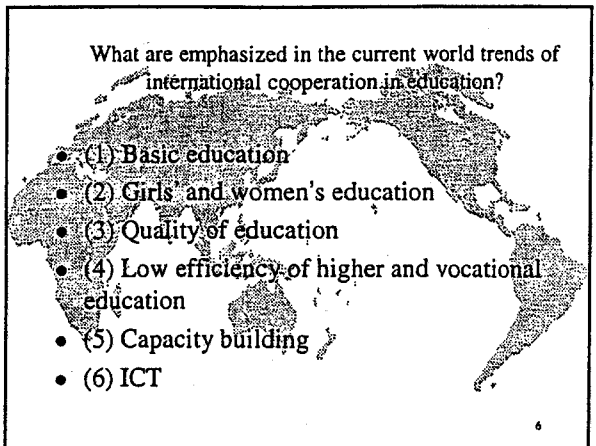 What are emphasized in the current world trends of
international cooperation in education?
• (1) Basic education
• (2) Girls' and women's education
• (3) Quality of education
• (4) Low efficiency of higher and vocational
education
• (5) Capacity building
• (6) ICT
6